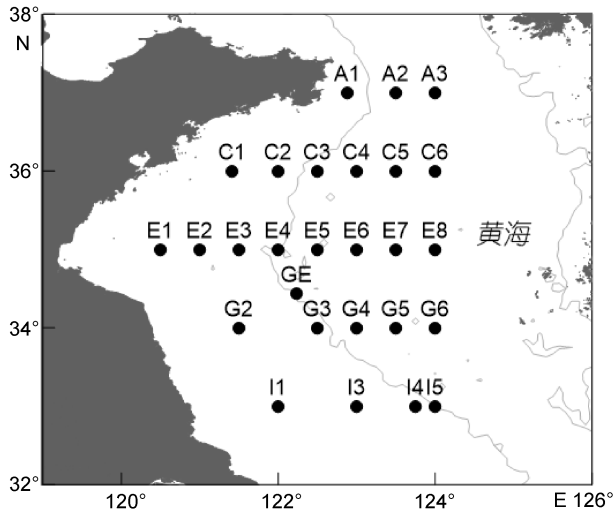 38°
N
A1 A2 A3
36°
C1 C2 C3 C4 C5 C6
E1 E2 E3 E4 E5 E6 E7 E8
黄海
GE
34°
G2 G3 G4 G5 G6
I1 I3 I4 I5
32°
120° 122° 124° E 126°